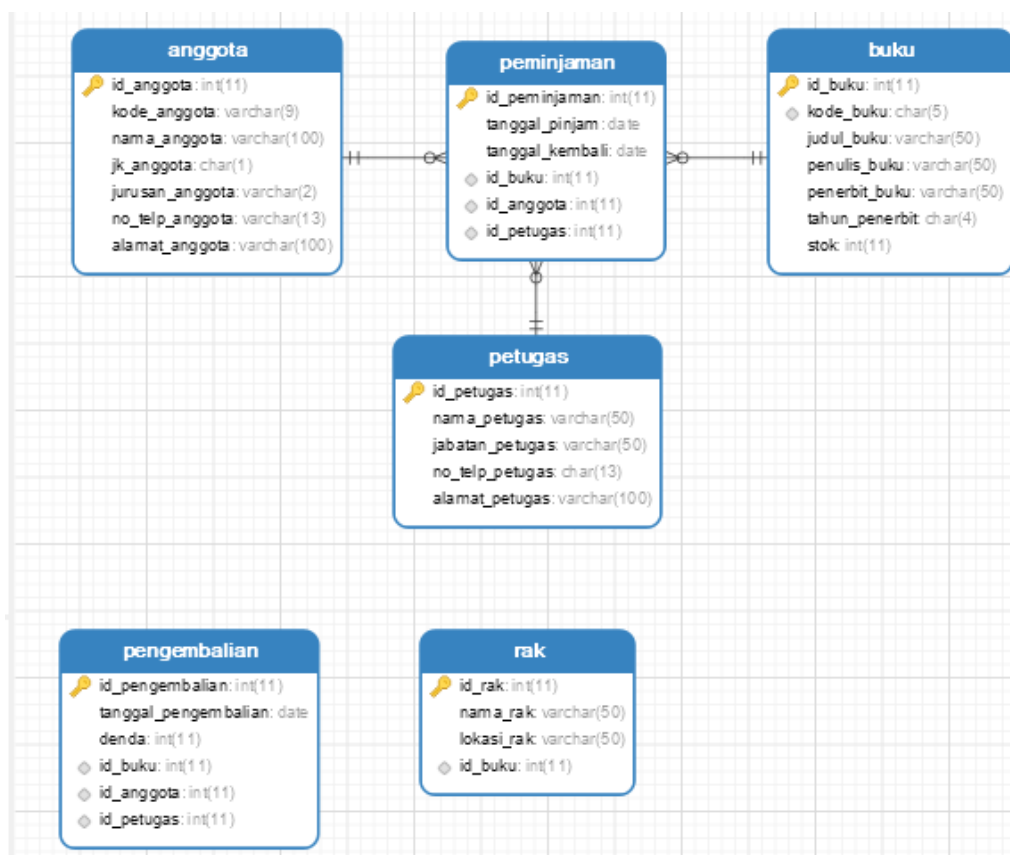 anggota
id_anggota: int(11)
kode_anggota: varchar(9)
nama_anggota: varchar(100)
jk_anggota: char(1)
jurusan_anggota: varchar(2)
no_telp_anggota: varchar(13)
alamat_anggota: varchar(100)
peminjaman
id_peminjaman: int(11)
tanggal_pinjam: date
tanggal_kembali: date
id_buku: int(11)
id_anggota: int(11)
id_petugas: int(11)
buku
id_buku: int(11)
kode_buku: char(5)
judul_buku: varchar(50)
penulis_buku: varchar(50)
penerbit_buku: varchar(50)
tahun_penerbit: char(4)
stok: int(11)
petugas
id_petugas: int(11)
nama_petugas: varchar(50)
jabatan_petugas: varchar(50)
no_telp_petugas: char(13)
alamat_petugas: varchar(100)
pengembalian
id_pengembalian: int(11)
tanggal_pengembalian: date
denda: int(11)
id_buku: int(11)
id_anggota: int(11)
id_petugas: int(11)
rak
id_rak: int(11)
nama_rak: varchar(50)
lokasi_rak: varchar(50)
id_buku: int(11)